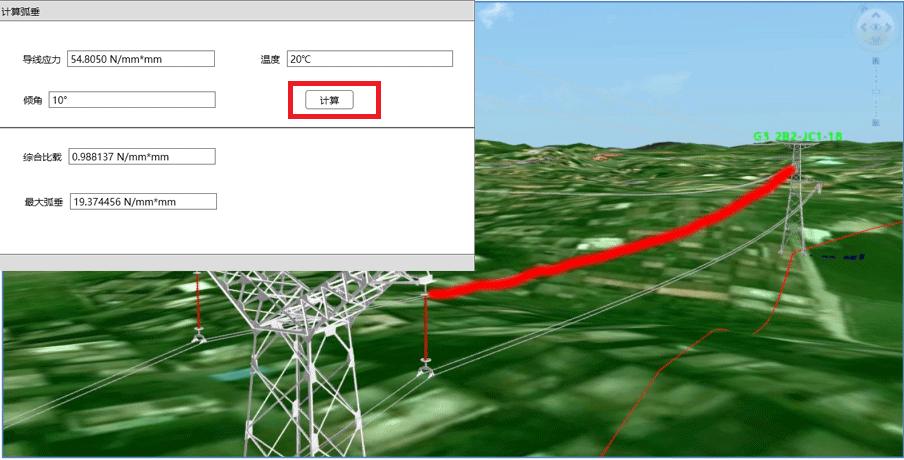 计算弧垂
导线应力 54.8050 N/mm*mm 温度 20℃
倾角 10° 计算
综合比载 0.988137 N/mm*mm
最大弧垂 19.374456 N/mm*mm
G3_2B2-JC1-18